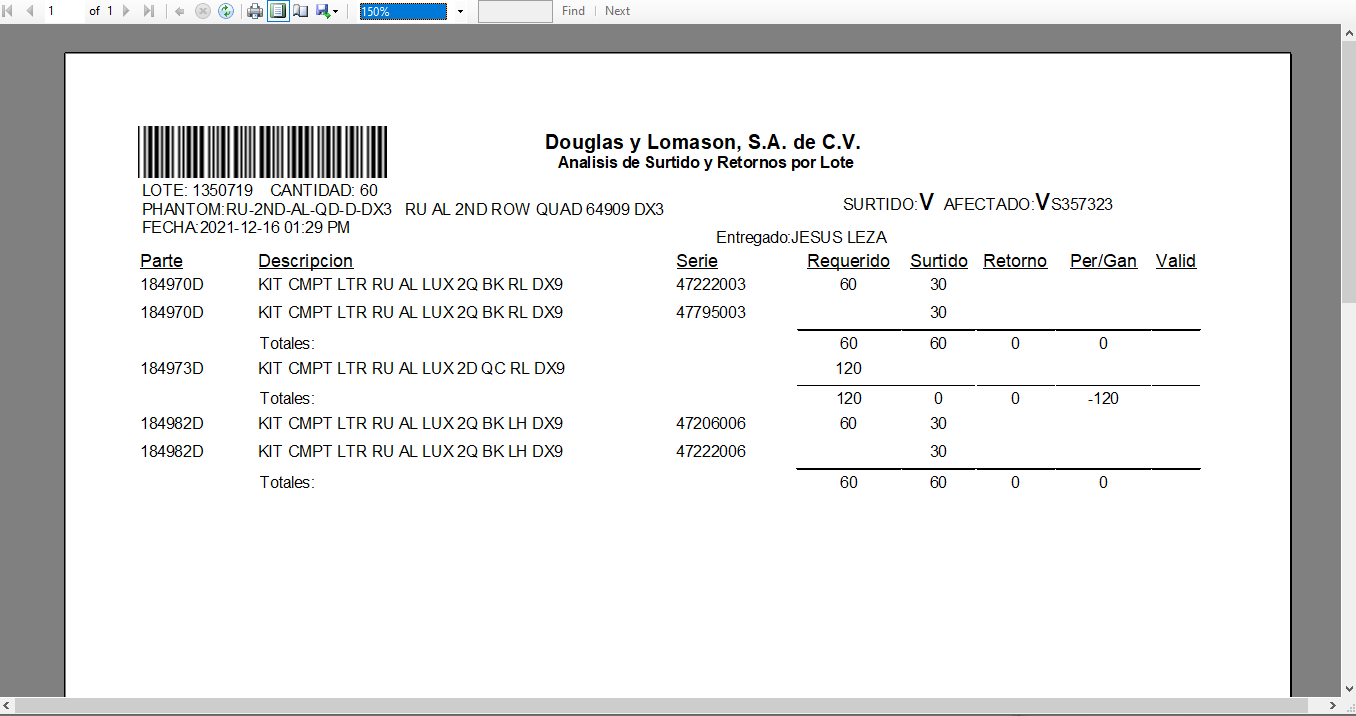 1 of 1 150% Find | Next
Douglas y Lomason, S.A. de C.V.
Analisis de Surtido y Retornos por Lote
LOTE: 1350719 CANTIDAD: 60
PHANTOM:RU-2ND-AL-QD-D-DX3 RU AL 2ND ROW QUAD 64909 DX3
SURTIDO:V AFECTADO:VS357323
FECHA:2021-12-16 01:29 PM
Entregado:JESUS LEZA
Parte Descripcion Serie Requerido Surtido Retorno Per/Gan Valid
184970D KIT CMPT LTR RU AL LUX 2Q BK RL DX9 47222003 60 30
184970D KIT CMPT LTR RU AL LUX 2Q BK RL DX9 47795003 30
Totales: 60 60 0 0
184973D KIT CMPT LTR RU AL LUX 2D QC RL DX9 120
Totales: 120 0 0 -120
184982D KIT CMPT LTR RU AL LUX 2Q BK LH DX9 47206006 60 30
184982D KIT CMPT LTR RU AL LUX 2Q BK LH DX9 47222006 30
Totales: 60 60 0 0